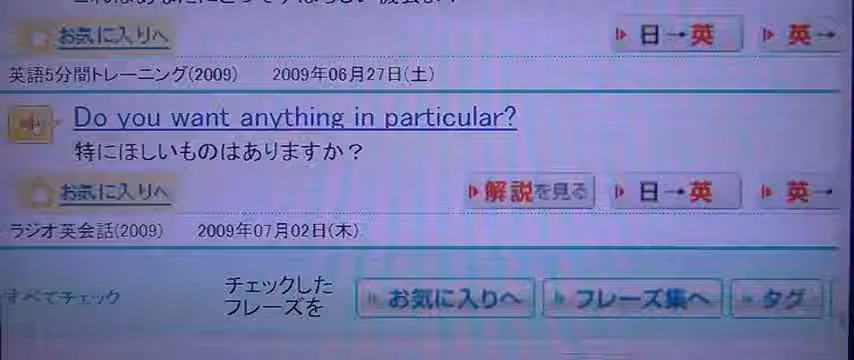 お気に入りへ 日→英 英→
英語5分間トレーニング(2009) 2009年06月27日(土)
Do you want anything in particular?
特にほしいものはありますか？
お気に入りへ 解説を見る 日→英 英→
ラジオ英会話(2009) 2009年07月02日(木)
すべてチェック チェックした
フレーズを お気に入りへ フレーズ集へ タグ